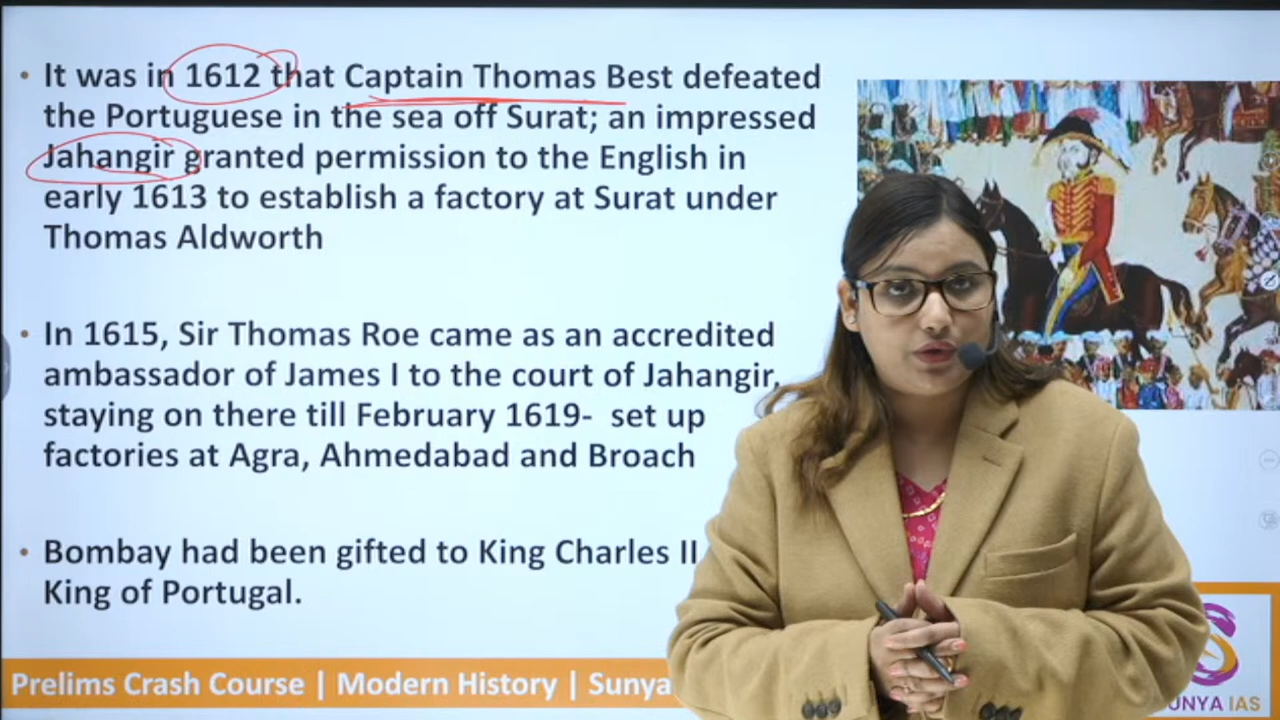 • It was in 1612 that Captain Thomas Best defeated
the Portuguese in the sea off Surat; an impressed
Jahangir granted permission to the English in
early 1613 to establish a factory at Surat under
Thomas Aldworth
• In 1615, Sir Thomas Roe came as an accredited
ambassador of James I to the court of Jahangir,
staying on there till February 1619- set up
factories at Agra, Ahmedabad and Broach
• Bombay had been gifted to King Charles II
King of Portugal.
Prelims Crash Course | Modern History | Sunya
UNYA IAS